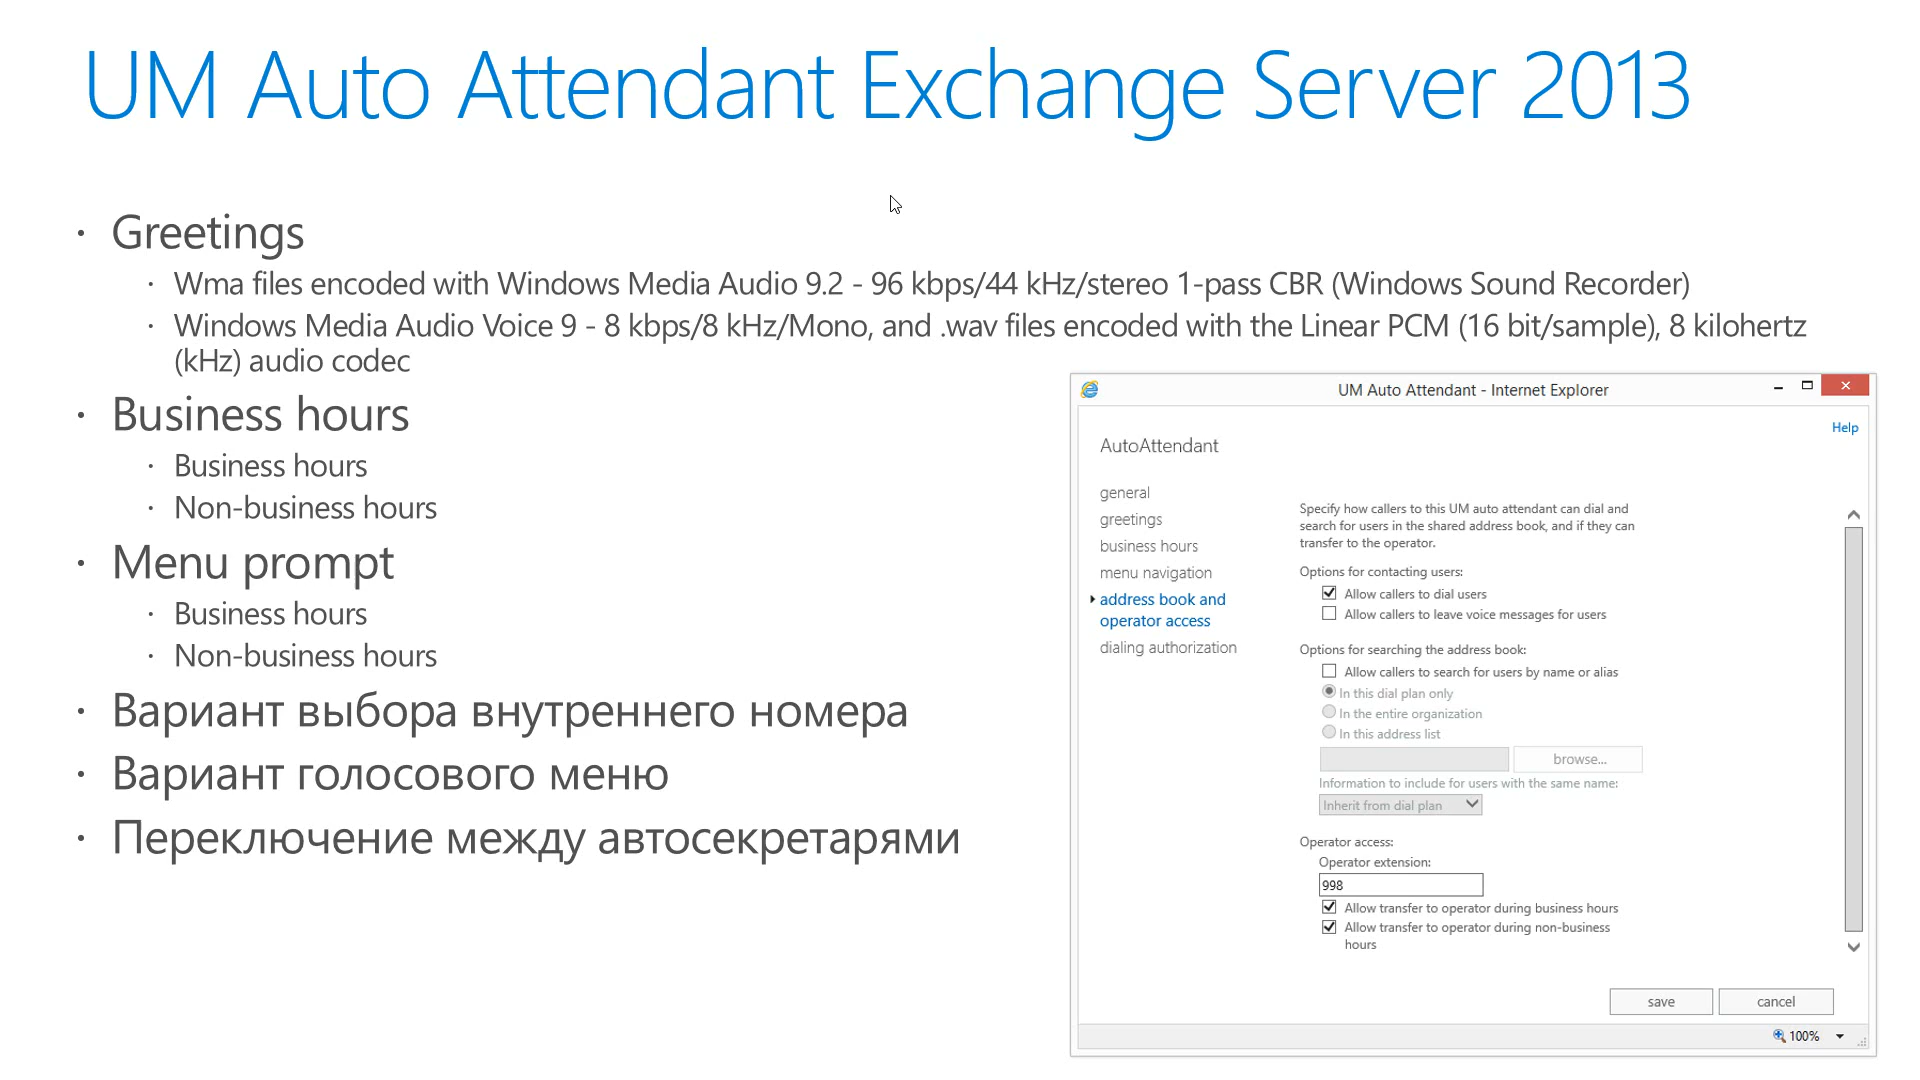 UM Auto Attendant Exchange Server 2013
· Greetings
· Wma files encoded with Windows Media Audio 9.2 - 96 kbps/44 kHz/stereo 1-pass CBR (Windows Sound Recorder)
· Windows Media Audio Voice 9 - 8 kbps/8 kHz/Mono, and .wav files encoded with the Linear PCM (16 bit/sample), 8 kilohertz
(kHz) audio codec
· Business hours
· Business hours
· Non-business hours
· Menu prompt
· Business hours
· Non-business hours
· Вариант выбора внутреннего номера
· Вариант голосового меню
· Переключение между автосекретарями
UM Auto Attendant - Internet Explorer
Help
AutoAttendant
general
greetings
business hours
menu navigation
address book and
operator access
dialing authorization
Specify how callers to this UM auto attendant can dial and
search for users in the shared address book, and if they can
transfer to the operator.
Options for contacting users:
Allow callers to dial users
Allow callers to leave voice messages for users
Options for searching the address book:
Allow callers to search for users by name or alias
In this dial plan only
In the entire organization
In this address list
browse...
Information to include for users with the same name:
Inherit from dial plan
Operator access:
Operator extension:
998
Allow transfer to operator during business hours
Allow transfer to operator during non-business
hours
save
cancel
100%